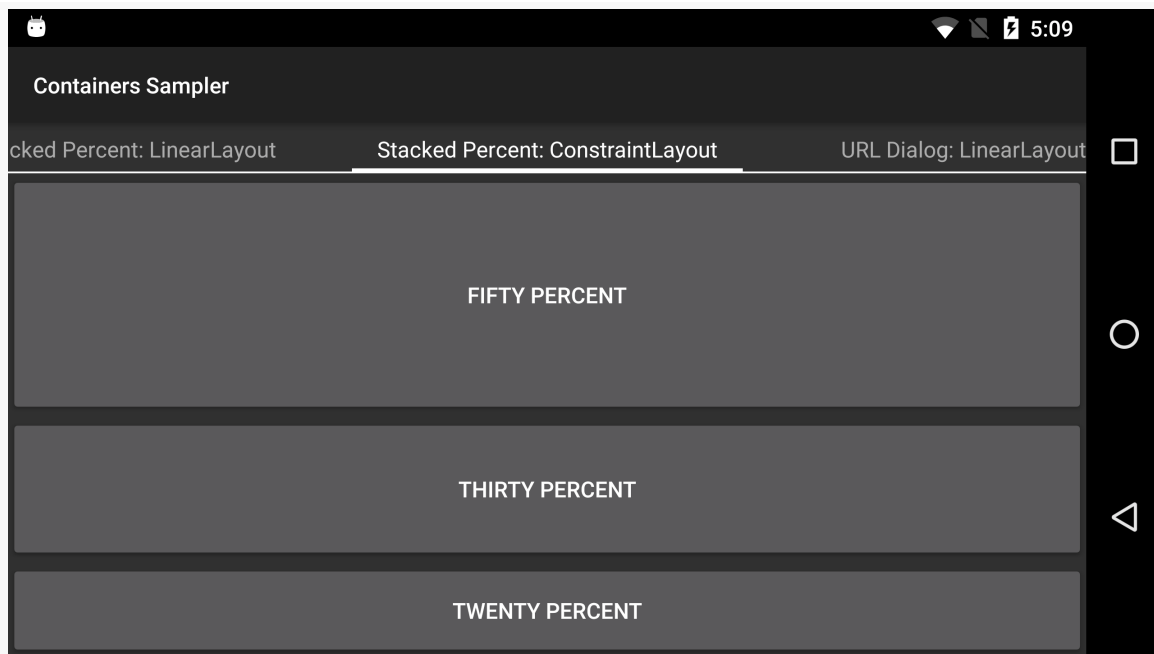 5:09
Containers Sampler
cked Percent: LinearLayout Stacked Percent: ConstraintLayout URL Dialog: LinearLayout
FIFTY PERCENT
THIRTY PERCENT
TWENTY PERCENT